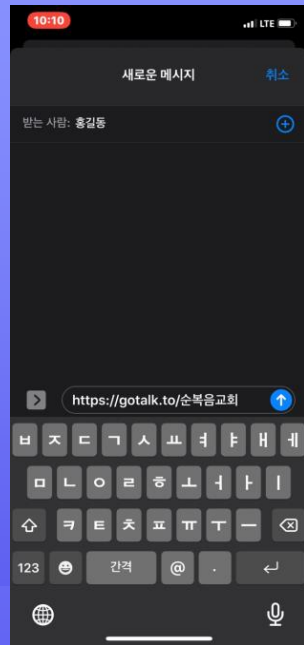 10:10 LTE
새로운 메시지 취소
받는 사람: 홍길동
https://gotalk.to/순복음교회
ㅂ ㅈ ㄷ ㄱ ㅅ ㅛ ㅕ ㅑ ㅐ ㅔ
ㅁ ㄴ ㅇ ㄹ ㅎ ㅗ ㅓ ㅏ ㅣ
ㅋ ㅌ ㅊ ㅍ ㅠ ㅜ ㅡ
123 간격 @ .